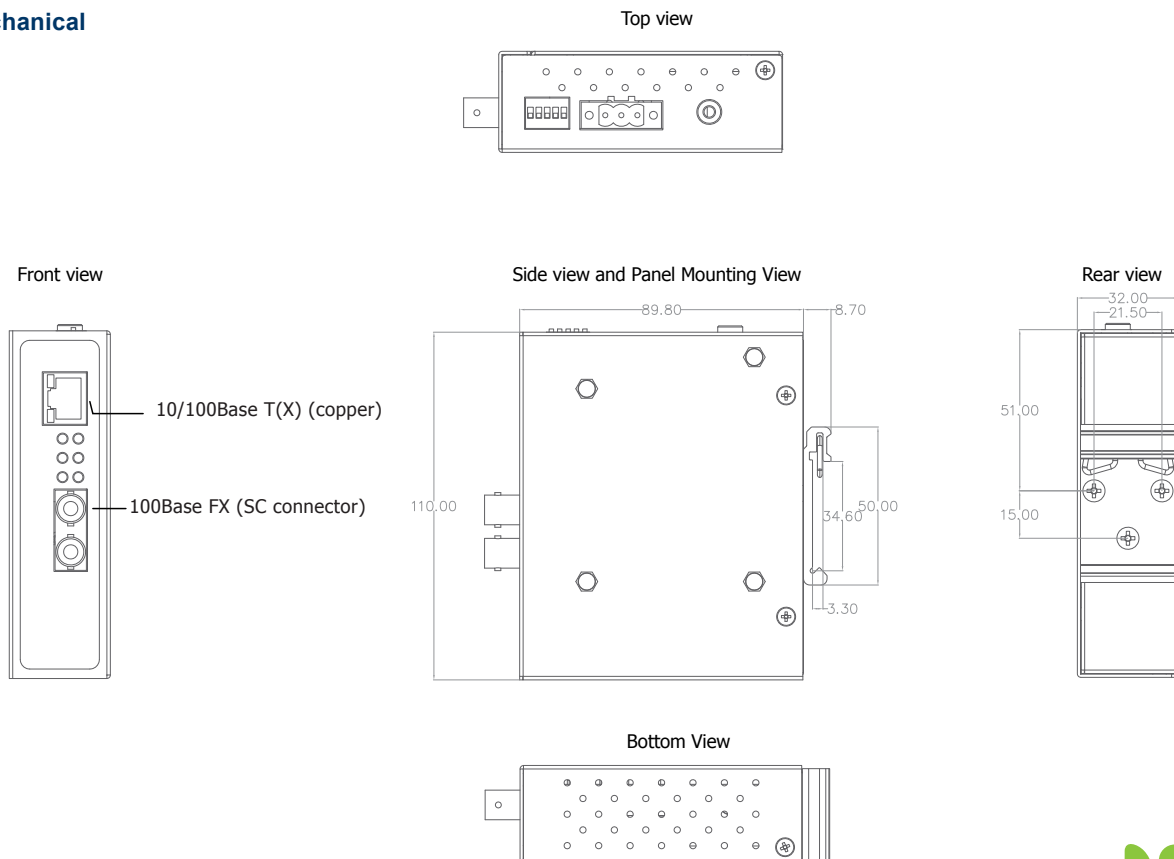 chanical
Top view
Front view
Side view and Panel Mounting View
Rear view
89.80
8.70
32.00
21.50
10/100Base T(X) (copper)
51.00
100Base FX (SC connector)
110.00
34.60
50.00
15.00
3.30
Bottom View